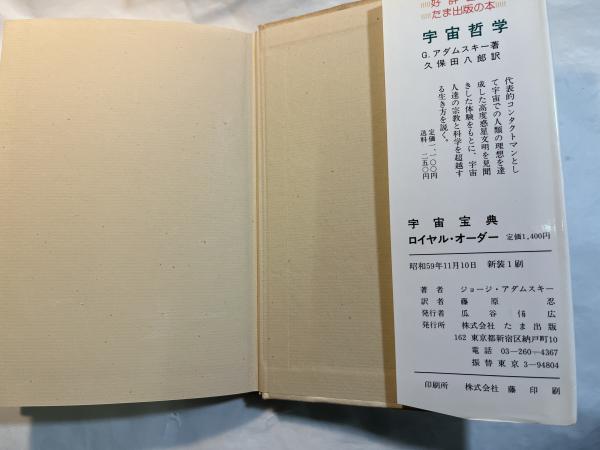 好評
たま出版の本
宇宙哲学
G.アダムスキー著
久保田八郎訳
代表的コンタクトマンとし
て宇宙での人類の理想を達
成した高度惑星文明を見聞
きした体験をもとに、宇宙
人達の宗教と科学を超越す
る生き方を説く。
定価一、一〇〇円
送料 二五〇円
宇宙宝典
ロイヤル・オーダー 定価1,400円
昭和59年11月10日 新装1刷
著者 ジョージ・アダムスキー
訳者 藤原 忍
発行者 瓜谷侑広
発行所 株式会社 たま出版
162 東京都新宿区納戸町10
電話 03-260-4367
振替東京 3-94804
印刷所 株式会社 藤印刷